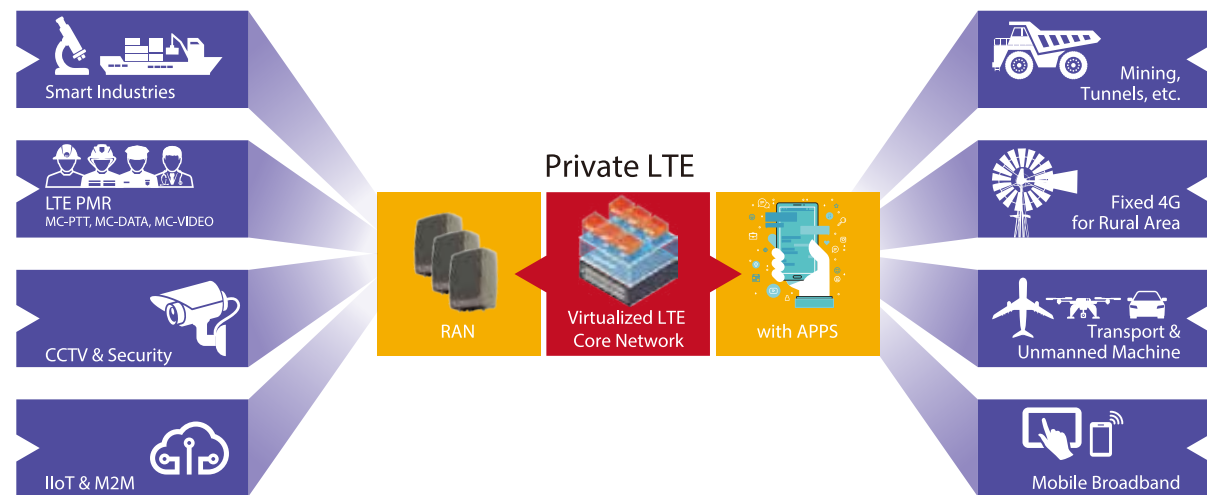 Smart Industries
LTE PMR
MC-PTT, MC-DATA, MC-VIDEO
CCTV & Security
IIoT & M2M
Private LTE
RAN
Virtualized LTE
Core Network
with APPS
Mining,
Tunnels, etc.
Fixed 4G
for Rural Area
Transport &
Unmanned Machine
Mobile Broadband